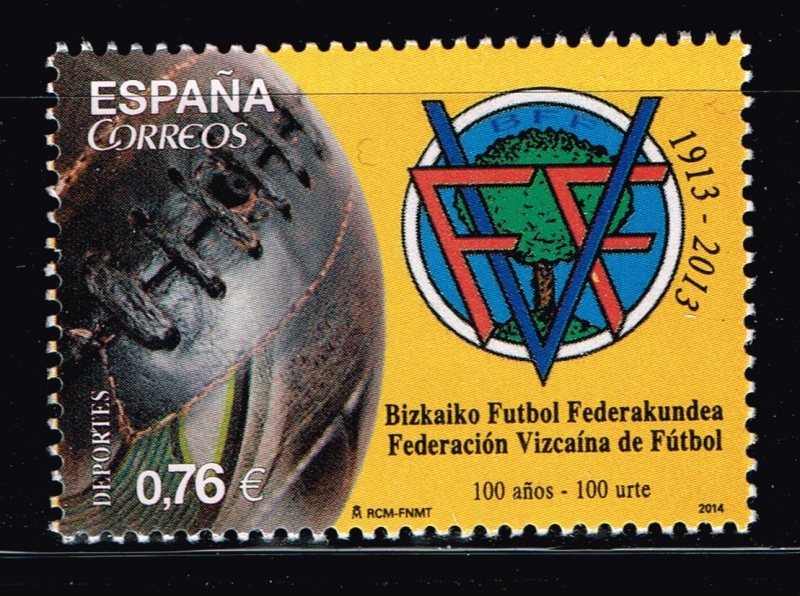 ESPAÑA
CORREOS
DEPORTES
0,76 €
BFF
FVF
1913 - 2013
Bizkaiko Futbol Federakundea
Federación Vizcaína de Fútbol
100 años - 100 urte
RCM-FNMT
2014